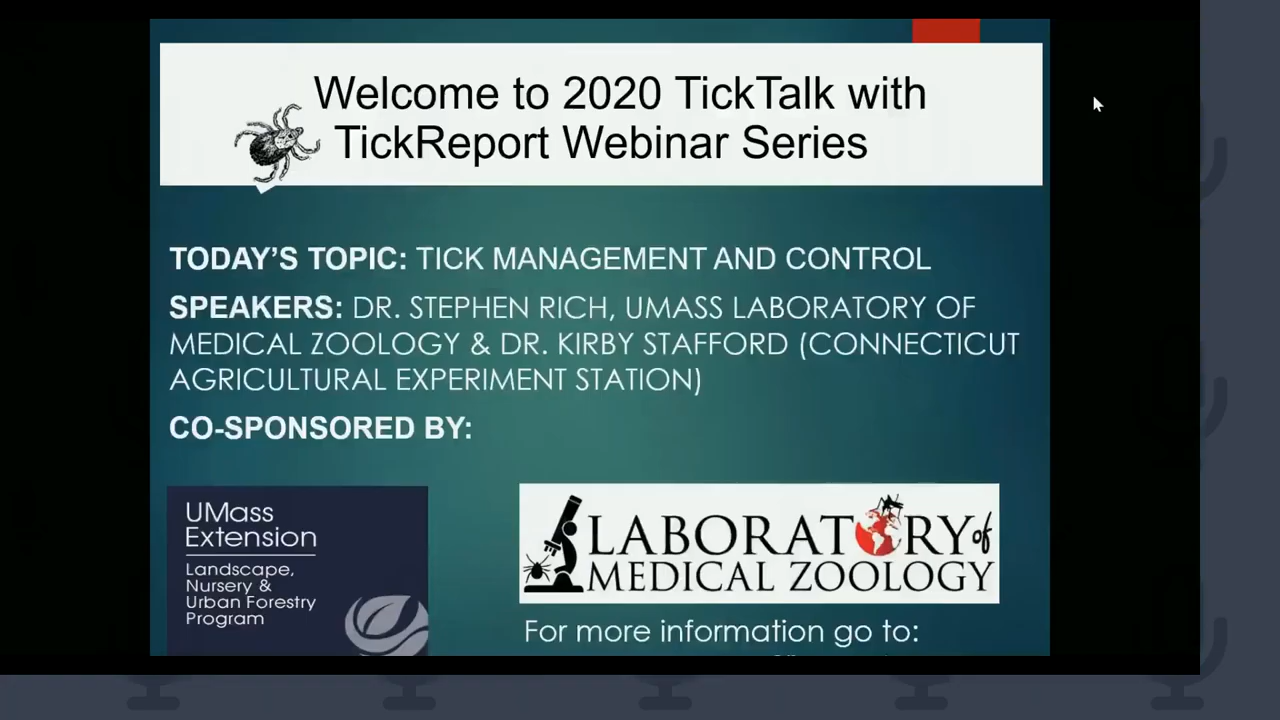 Welcome to 2020 TickTalk with
TickReport Webinar Series
TODAY'S TOPIC: TICK MANAGEMENT AND CONTROL
SPEAKERS: DR. STEPHEN RICH, UMASS LABORATORY OF
MEDICAL ZOOLOGY & DR. KIRBY STAFFORD (CONNECTICUT
AGRICULTURAL EXPERIMENT STATION)
CO-SPONSORED BY:
UMass
Extension
Landscape,
Nursery &
Urban Forestry
Program
LABORATORY of
MEDICAL ZOOLOGY
For more information go to: